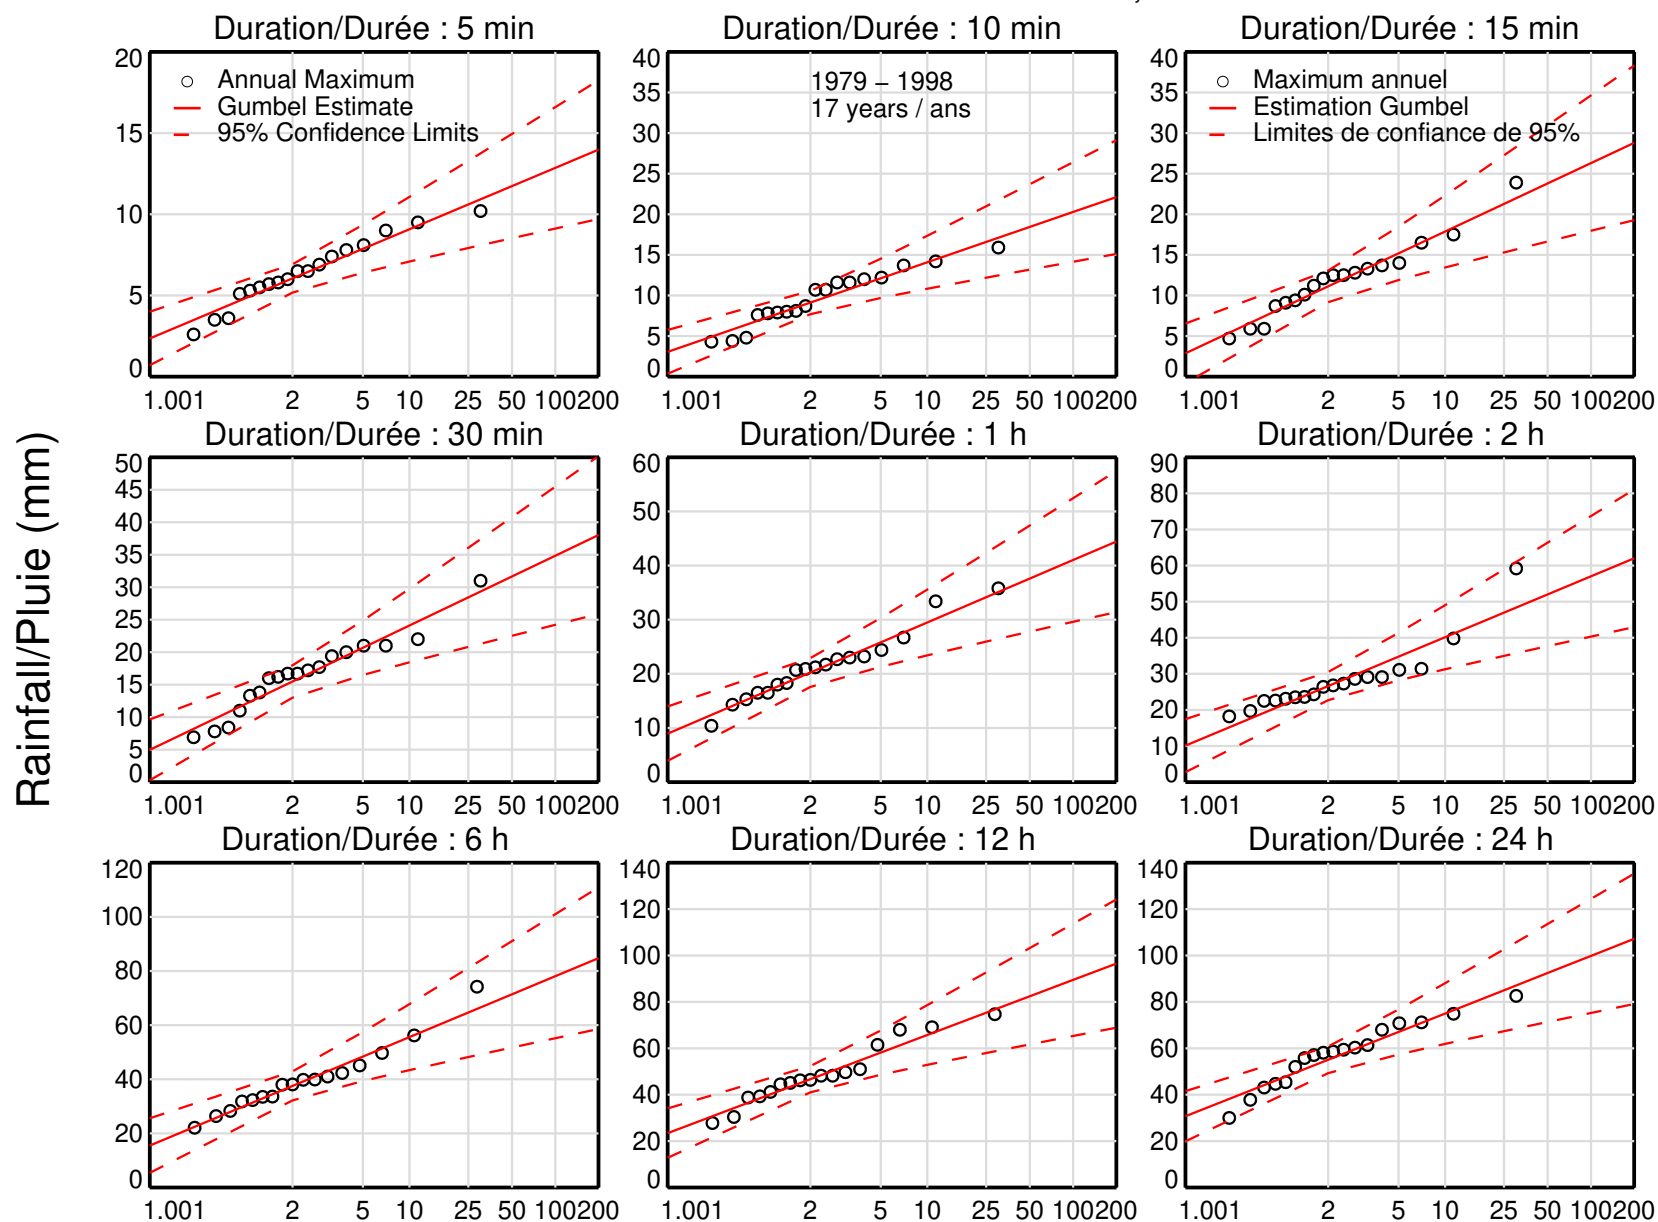 Duration/Durée : 5 min
20
15
10
5
0
Annual Maximum
Gumbel Estimate
95% Confidence Limits
1.001 2 5 10 25 50 100200
Duration/Durée : 10 min
40
35
30
25
20
15
10
5
0
1979 – 1998
17 years / ans
1.001 2 5 10 25 50 100200
Duration/Durée : 15 min
40
35
30
25
20
15
10
5
0
Maximum annuel
Estimation Gumbel
Limites de confiance de 95%
1.001 2 5 10 25 50 100200
Rainfall/Pluie (mm)
Duration/Durée : 30 min
50
45
40
35
30
25
20
15
10
5
0
1.001 2 5 10 25 50 100200
Duration/Durée : 1 h
60
50
40
30
20
10
0
1.001 2 5 10 25 50 100200
Duration/Durée : 2 h
90
80
70
60
50
40
30
20
10
0
1.001 2 5 10 25 50 100200
Duration/Durée : 6 h
120
100
80
60
40
20
0
1.001 2 5 10 25 50 100200
Duration/Durée : 12 h
140
120
100
80
60
40
20
0
1.001 2 5 10 25 50 100200
Duration/Durée : 24 h
140
120
100
80
60
40
20
0
1.001 2 5 10 25 50 100200